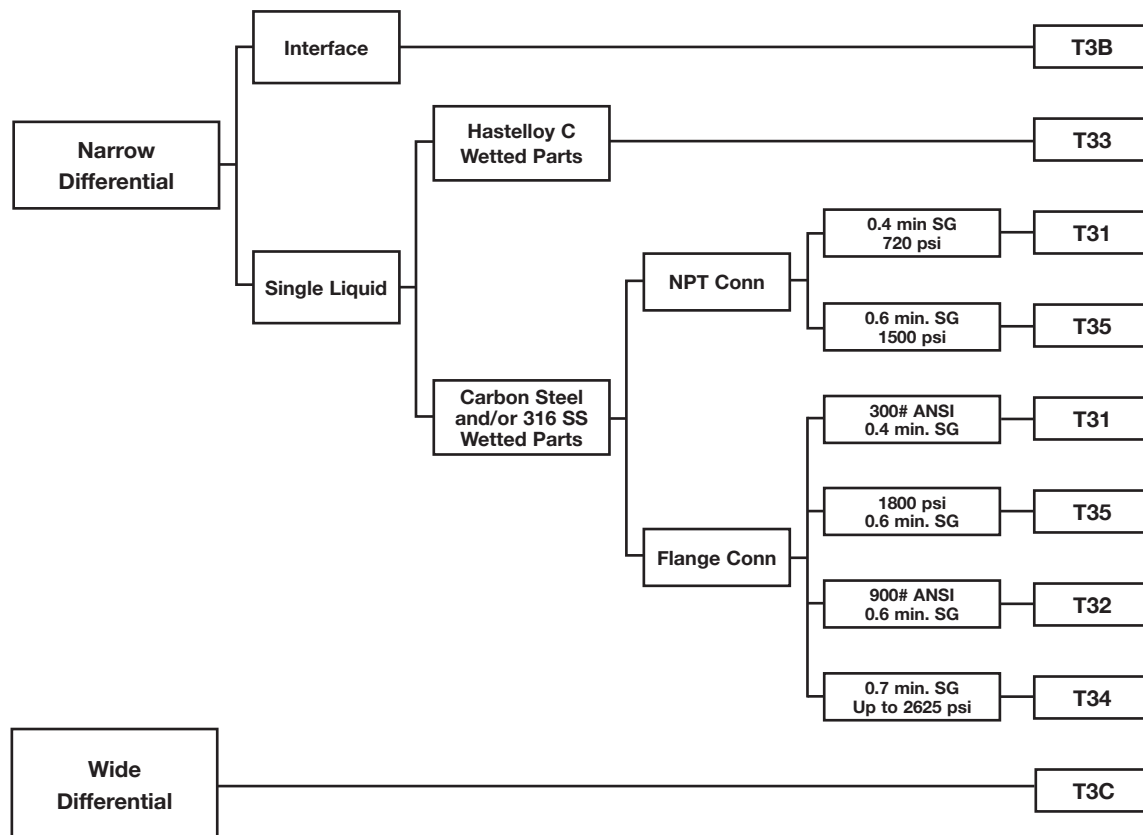 Interface
T3B
Narrow
Differential
Hastelloy C
Wetted Parts
T33
Single Liquid
NPT Conn
0.4 min SG
720 psi
T31
0.6 min. SG
1500 psi
T35
Carbon Steel
and/or 316 SS
Wetted Parts
300# ANSI
0.4 min. SG
T31
Flange Conn
1800 psi
0.6 min. SG
T35
900# ANSI
0.6 min. SG
T32
0.7 min. SG
Up to 2625 psi
T34
Wide
Differential
T3C